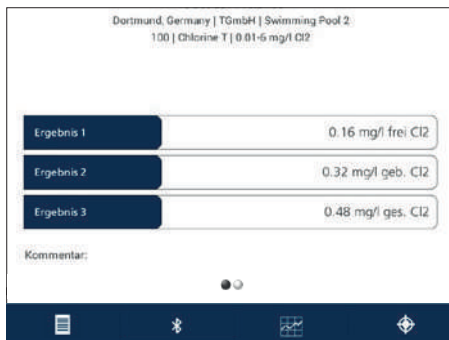 Dortmund, Germany | TGmbH | Swimming Pool 2
100 | Chlorine T | 0.01-6 mg/l Cl2
Ergebnis 1 0.16 mg/l frei Cl2
Ergebnis 2 0.32 mg/l geb. Cl2
Ergebnis 3 0.48 mg/l ges. Cl2
Kommentar: